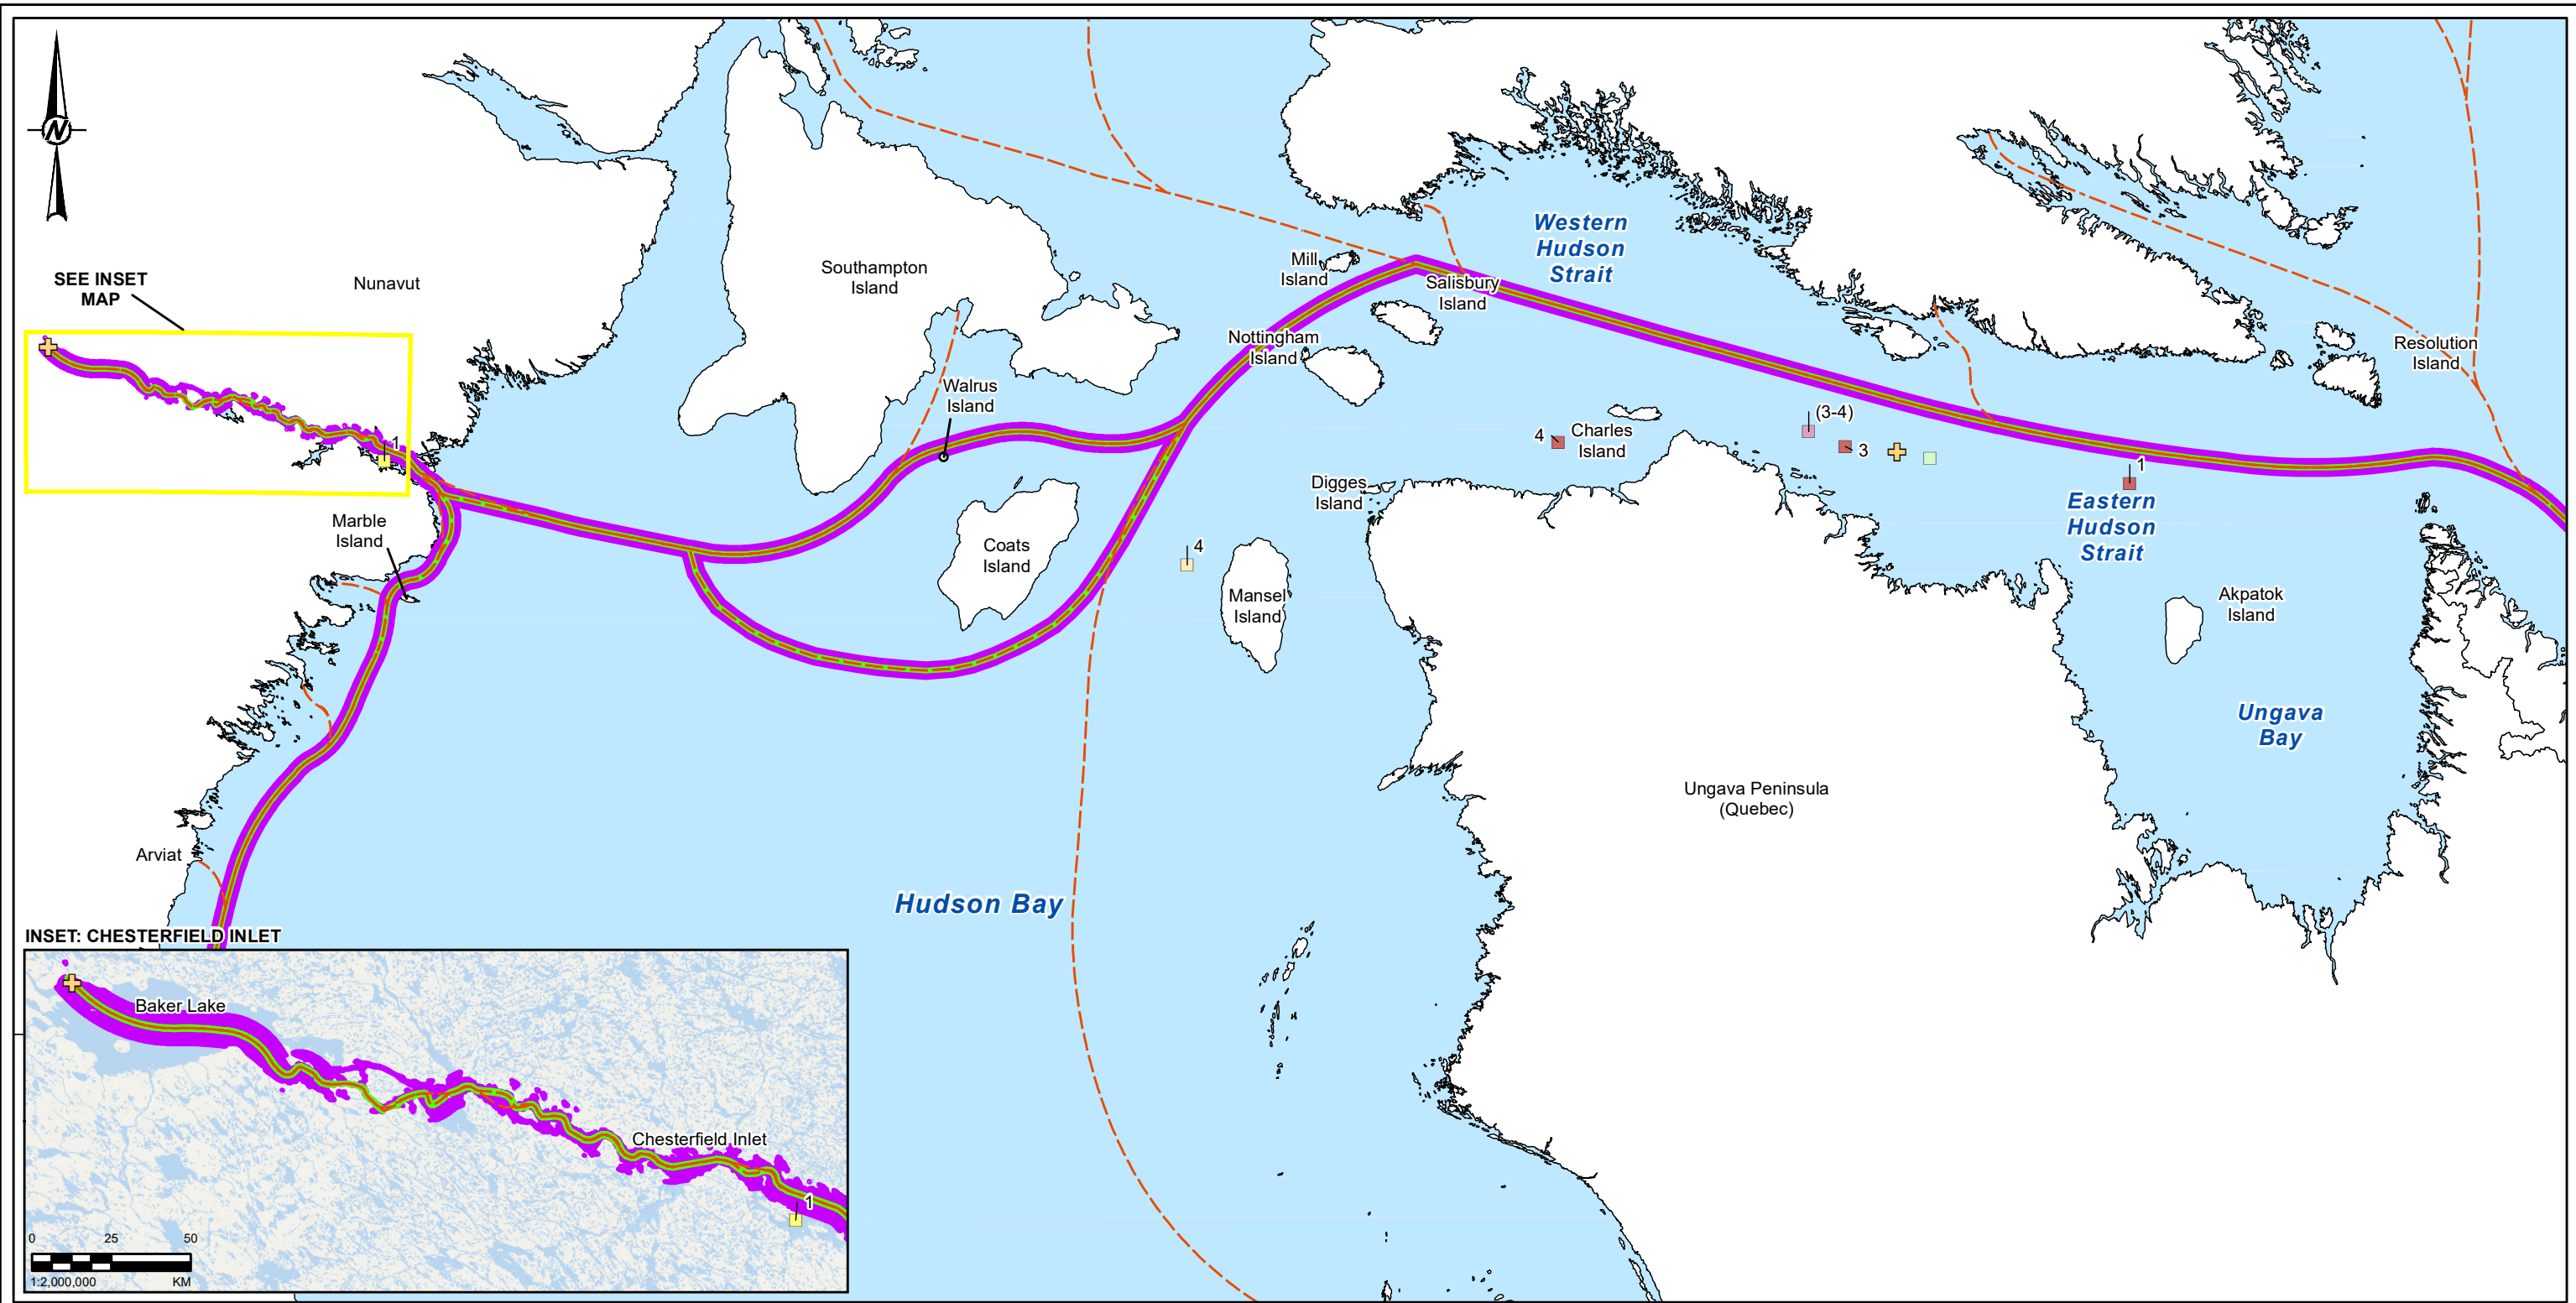 N
Western
Hudson
Strait
SEE INSET
MAP
Nunavut
Southampton
Island
Mill
Island
Salisbury
Island
Nottingham
Island
Resolution
Island
Walrus
Island
(3-4)
4
Charles
Island
3
1
1
Digges
Island
Eastern
Hudson
Strait
Marble
Island
Coats
Island
4
Mansel
Island
Akpatok
Island
Ungava
Bay
Ungava Peninsula
(Quebec)
Arviat
Hudson Bay
INSET: CHESTERFIELD INLET
Baker Lake
Chesterfield Inlet
1
0 25 50
1:2,000,000 KM